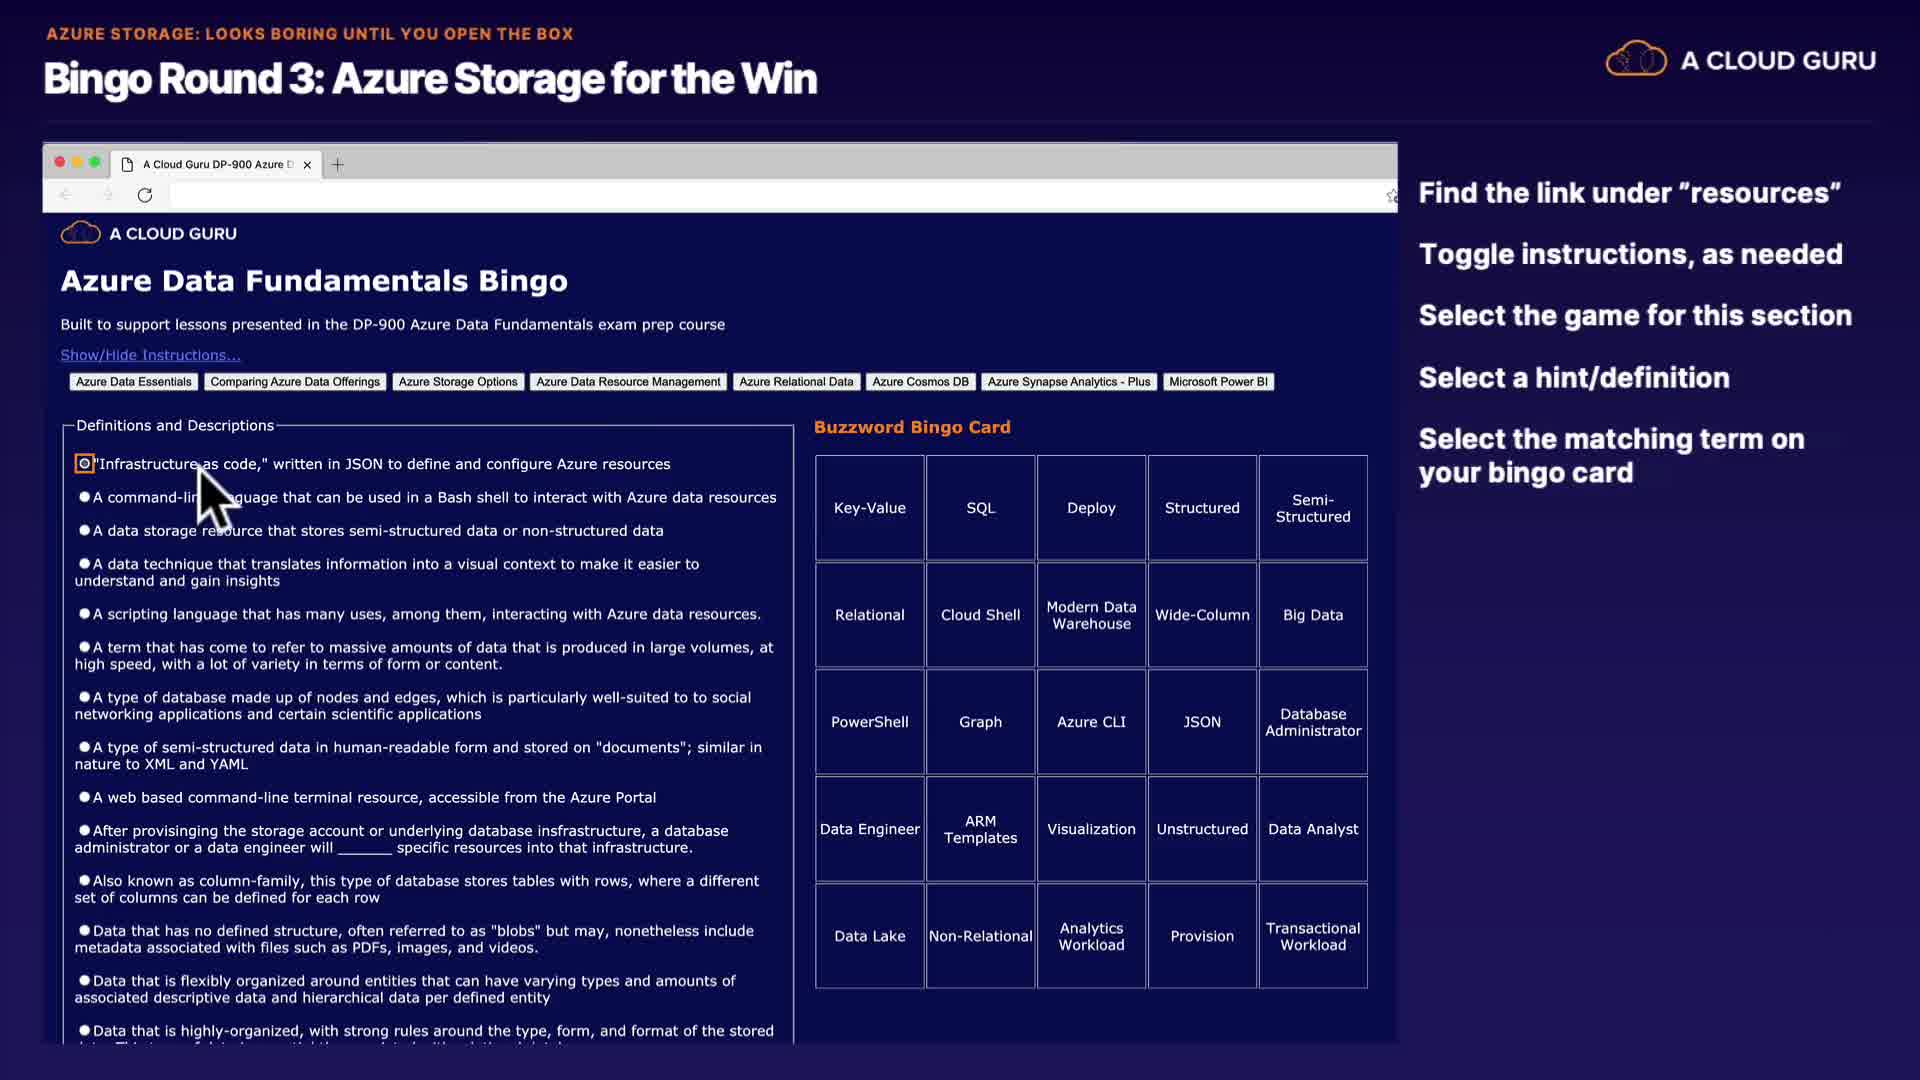 AZURE STORAGE: LOOKS BORING UNTIL YOU OPEN THE BOX
Bingo Round 3: Azure Storage for the Win
A CLOUD GURU
A Cloud Guru DP-900 Azure
A CLOUD GURU
Azure Data Fundamentals Bingo
Built to support lessons presented in the DP-900 Azure Data Fundamentals exam prep course
Show/Hide Instructions...
Azure Data Essentials
Comparing Azure Data Offerings
Azure Storage Options
Azure Data Resource Management
Azure Relational Data
Azure Cosmos DB
Azure Synapse Analytics - Plus
Microsoft Power BI
Definitions and Descriptions
"Infrastructure as code," written in JSON to define and configure Azure resources
A command-line language that can be used in a Bash shell to interact with Azure data resources
A data storage resource that stores semi-structured data or non-structured data
A data technique that translates information into a visual context to make it easier to
understand and gain insights
A scripting language that has many uses, among them, interacting with Azure data resources.
A term that has come to refer to massive amounts of data that is produced in large volumes, at
high speed, with a lot of variety in terms of form or content.
A type of database made up of nodes and edges, which is particularly well-suited to to social
networking applications and certain scientific applications
A type of semi-structured data in human-readable form and stored on "documents"; similar in
nature to XML and YAML
A web based command-line terminal resource, accessible from the Azure Portal
After provisinging the storage account or underlying database insfrastructure, a database
administrator or a data engineer will _______ specific resources into that infrastructure.
Also known as column-family, this type of database stores tables with rows, where a different
set of columns can be defined for each row
Data that has no defined structure, often referred to as "blobs" but may, nonetheless include
metadata associated with files such as PDFs, images, and videos.
Data that is flexibly organized around entities that can have varying types and amounts of
associated descriptive data and hierarchical data per defined entity
Data that is highly-organized, with strong rules around the type, form, and format of the stored
Buzzword Bingo Card
Key-Value
SQL
Deploy
Structured
Semi-
Structured
Relational
Cloud Shell
Modern Data
Warehouse
Wide-Column
Big Data
PowerShell
Graph
Azure CLI
JSON
Database
Administrator
Data Engineer
ARM
Templates
Visualization
Unstructured
Data Analyst
Data Lake
Non-Relational
Analytics
Workload
Provision
Transactional
Workload
Find the link under "resources"
Toggle instructions, as needed
Select the game for this section
Select a hint/definition
Select the matching term on
your bingo card